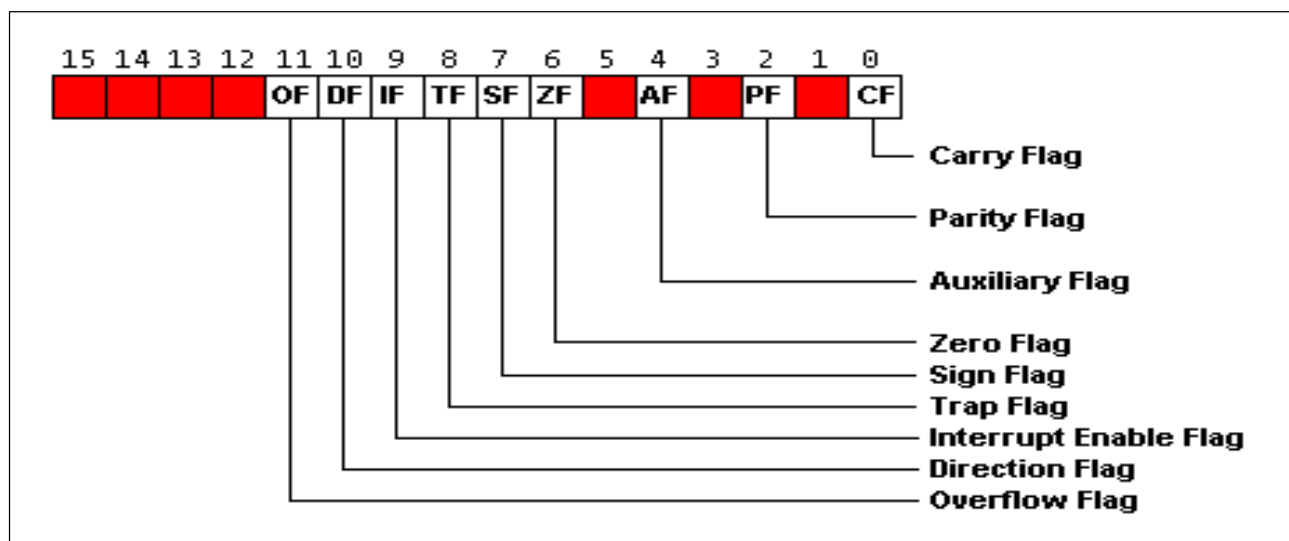 15 14 13 12 11 10 9 8 7 6 5 4 3 2 1 0
OF DF IF TF SF ZF AF PF CF
Carry Flag
Parity Flag
Auxiliary Flag
Zero Flag
Sign Flag
Trap Flag
Interrupt Enable Flag
Direction Flag
Overflow Flag